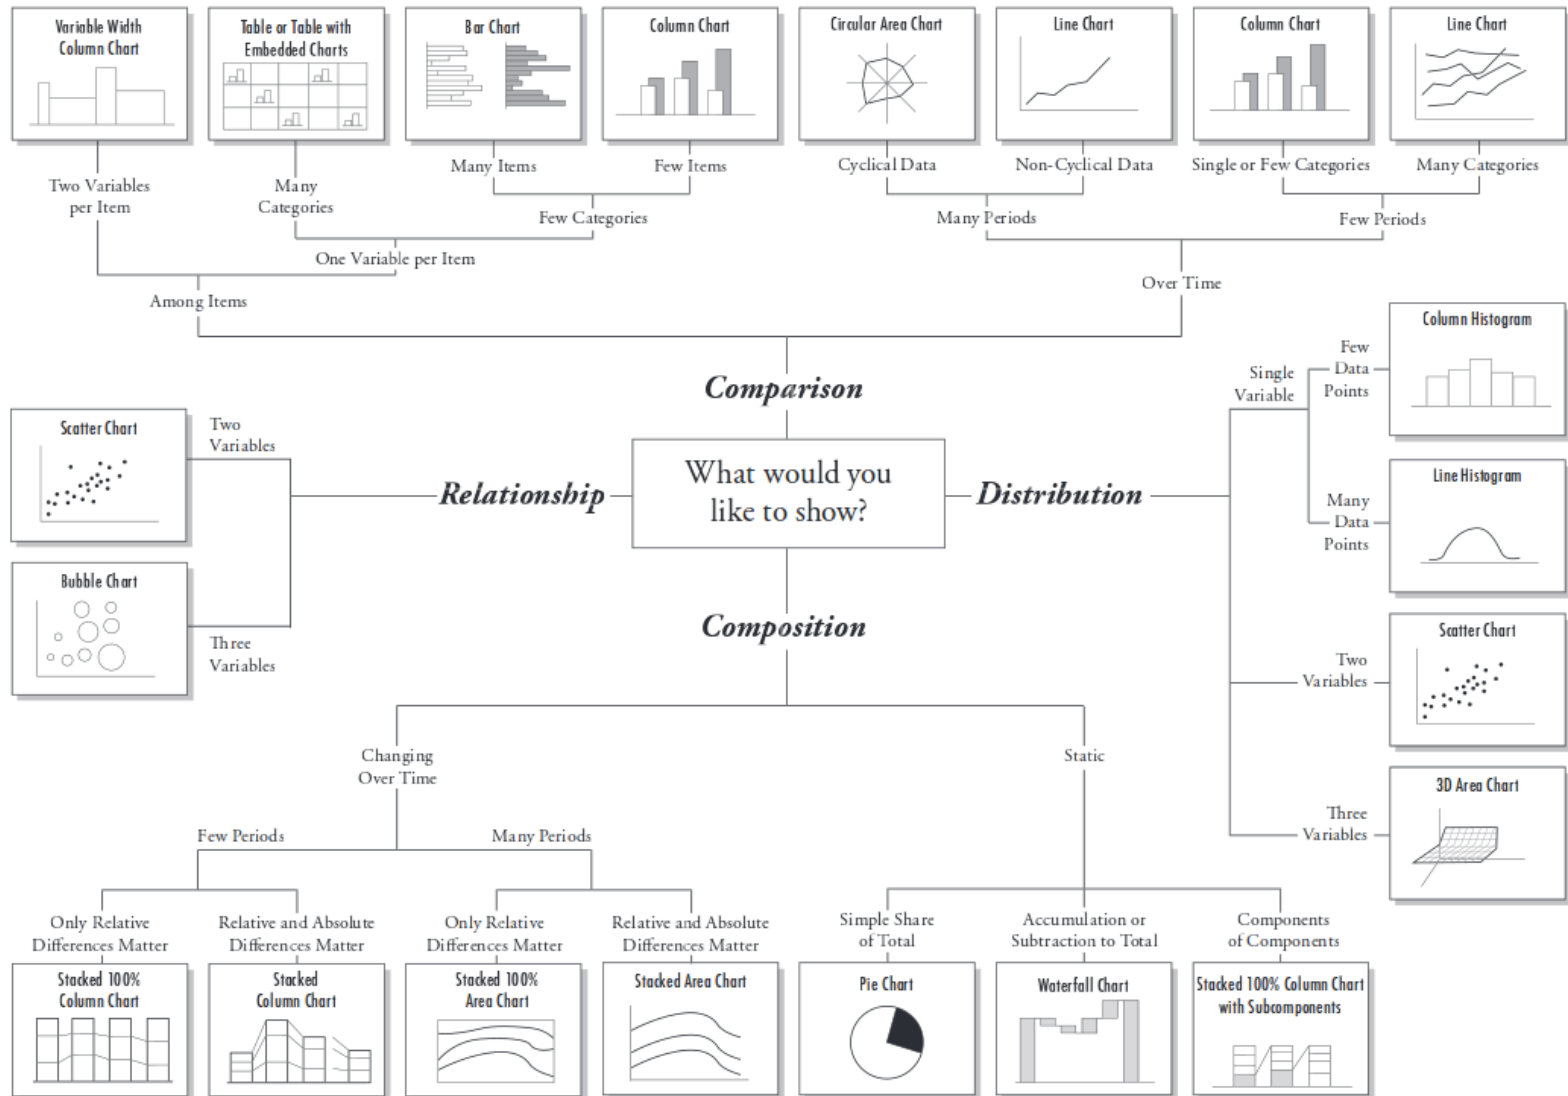 Variable Width
Column Chart
Table or Table with
Embedded Charts
Bar Chart
Column Chart
Circular Area Chart
Line Chart
Column Chart
Line Chart
Two Variables
per Item
Many
Categories
Many Items
Few Items
Cyclical Data
Non-Cyclical Data
Single or Few Categories
Many Categories
Few Categories
Many Periods
Few Periods
One Variable per Item
Among Items
Over Time
Comparison
Relationship
What would you
like to show?
Distribution
Composition
Two
Variables
Scatter Chart
Three
Variables
Bubble Chart
Single
Variable
Few
Data
Points
Column Histogram
Many
Data
Points
Line Histogram
Two
Variables
Scatter Chart
Three
Variables
3D Area Chart
Changing
Over Time
Static
Few Periods
Many Periods
Only Relative
Differences Matter
Relative and Absolute
Differences Matter
Only Relative
Differences Matter
Relative and Absolute
Differences Matter
Simple Share
of Total
Accumulation or
Subtraction to Total
Components
of Components
Stacked 100%
Column Chart
Stacked
Column Chart
Stacked 100%
Area Chart
Stacked Area Chart
Pie Chart
Waterfall Chart
Stacked 100% Column Chart
with Subcomponents